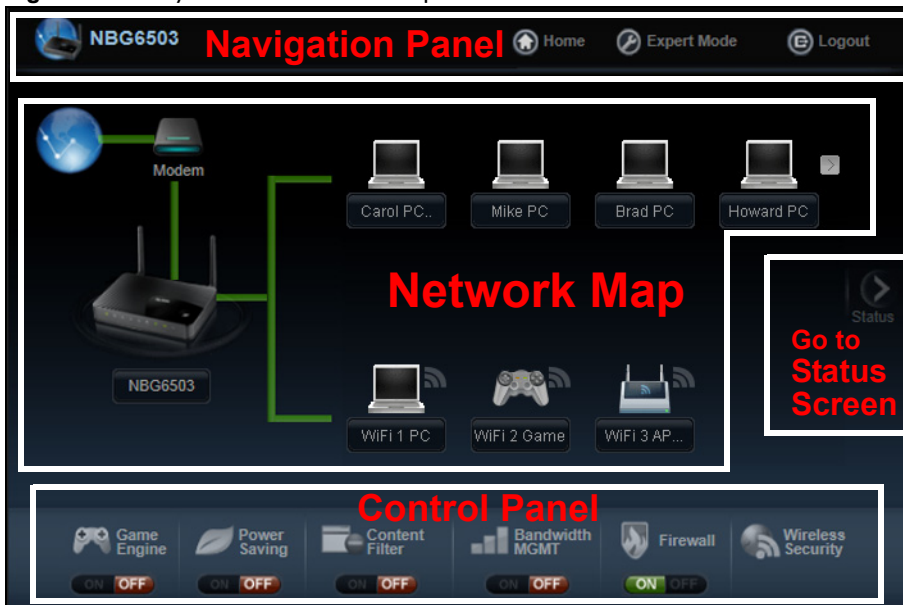 NBG6503
Navigation Panel
Home
Expert Mode
Logout
Modem
Carol PC..
Mike PC
Brad PC
Howard PC
Network Map
Status
Go to
Status
Screen
NBG6503
WiFi 1 PC
WiFi 2 Game
WiFi 3 AP...
Control Panel
Game
Engine
Power
Saving
Content
Filter
Bandwidth
MGMT
Firewall
Wireless
Security
ON OFF
ON OFF
ON OFF
ON OFF
ON OFF